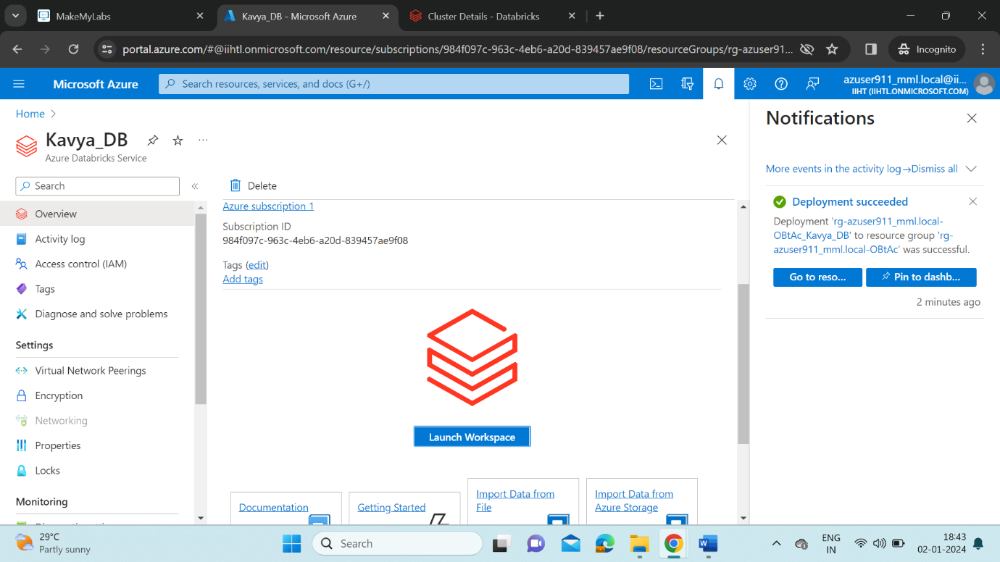 MakeMyLabs
Kavya_DB - Microsoft Azure
Cluster Details - Databricks
portal.azure.com/#@iihtl.onmicrosoft.com/resource/subscriptions/984f097c-963c-4eb6-a20d-839457ae9f08/resourceGroups/rg-azuser91...
Incognito
Microsoft Azure
Search resources, services, and docs (G+/)
azuser911_mml.local@ii...
IIHT (IIHTL.ONMICROSOFT.COM)
Home
Kavya_DB
Azure Databricks Service
Search
Overview
Activity log
Access control (IAM)
Tags
Diagnose and solve problems
Settings
Virtual Network Peerings
Encryption
Networking
Properties
Locks
Monitoring
Delete
Azure subscription 1
Subscription ID
984f097c-963c-4eb6-a20d-839457ae9f08
Tags (edit)
Add tags
Launch Workspace
Documentation
Getting Started
Import Data from
File
Import Data from
Azure Storage
Notifications
More events in the activity log→Dismiss all
Deployment succeeded
Deployment 'rg-azuser911_mml.local-
OBtAc_Kavya_DB' to resource group 'rg-
azuser911_mml.local-OBtAc' was successful.
Go to reso...
Pin to dashb...
2 minutes ago
29°C
Partly sunny
Search
ENG
IN
18:43
02-01-2024